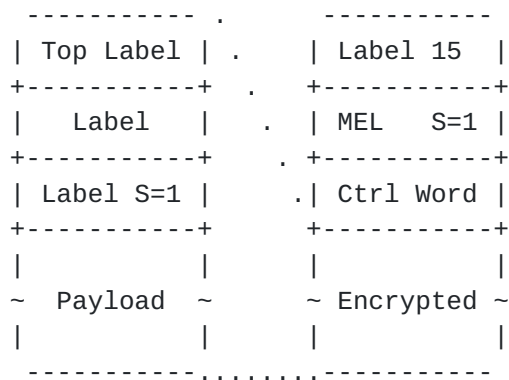 Top Label    Label 15
Label    MEL   S=1
Label S=1    Ctrl Word
Payload    Encrypted